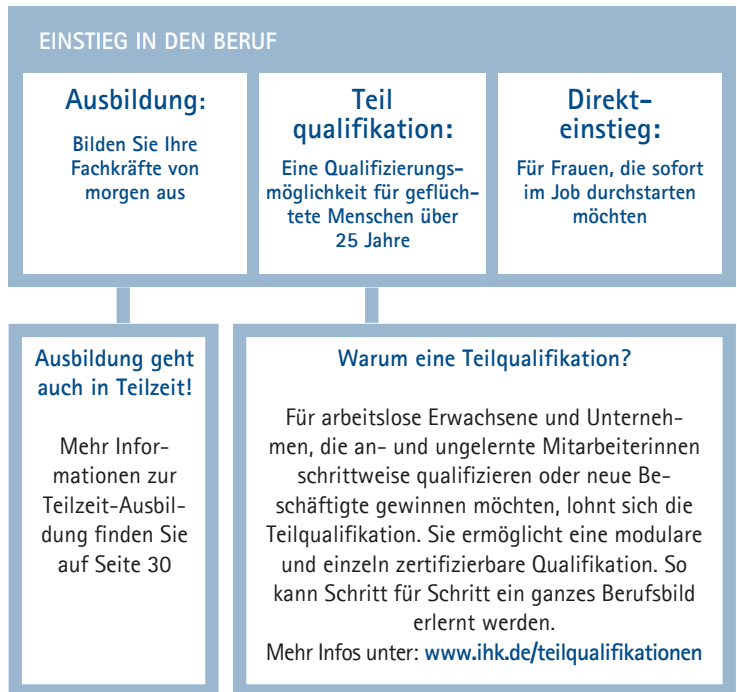 EINSTIEG IN DEN BERUF
Ausbildung:
Bilden Sie Ihre
Fachkräfte von
morgen aus
Teil
qualifikation:
Eine Qualifizierungs-
möglichkeit für geflüch-
tete Menschen über
25 Jahre
Direkt-
einstieg:
Für Frauen, die sofort
im Job durchstarten
möchten
Ausbildung geht
auch in Teilzeit!
Mehr Infor-
mationen zur
Teilzeit-Ausbil-
dung finden Sie
auf Seite 30
Warum eine Teilqualifikation?
Für arbeitslose Erwachsene und Unterneh-
men, die an- und ungelernte Mitarbeiterinnen
schrittweise qualifizieren oder neue Be-
schäftigte gewinnen möchten, lohnt sich die
Teilqualifikation. Sie ermöglicht eine modulare
und einzeln zertifizierbare Qualifikation. So
kann Schritt für Schritt ein ganzes Berufsbild
erlernt werden.
Mehr Infos unter: www.ihk.de/teilqualifikationen